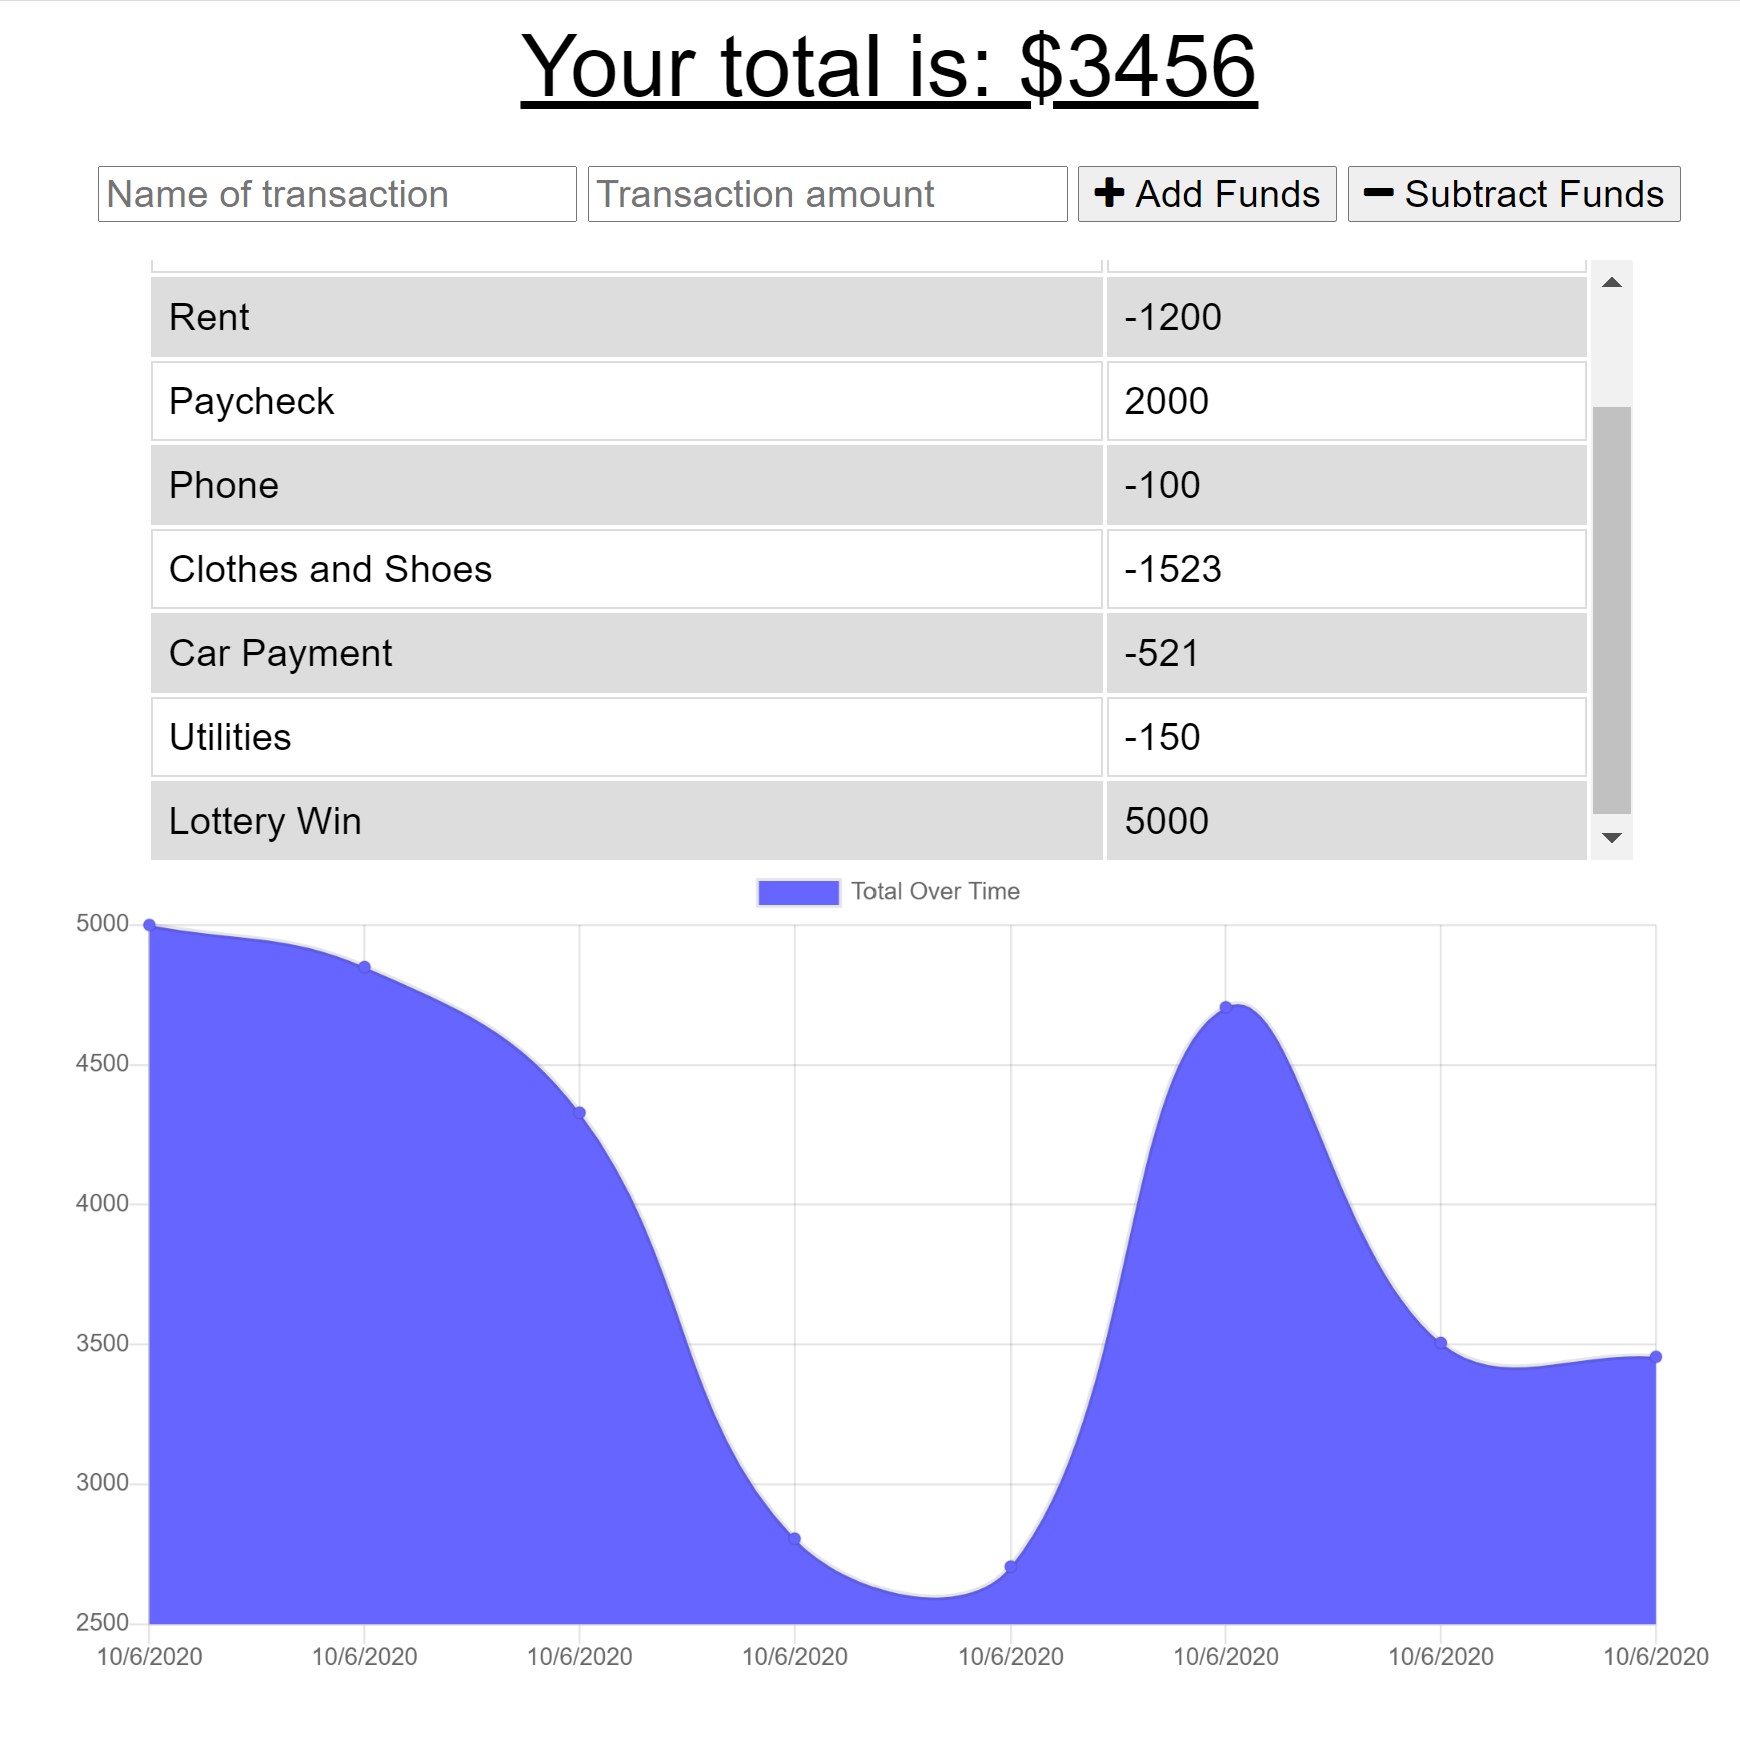 Your total is: $3456
Name of transaction Transaction amount Add Funds Subtract Funds
Rent -1200
Paycheck 2000
Phone -100
Clothes and Shoes -1523
Car Payment -521
Utilities -150
Lottery Win 5000
Total Over Time
5000
4500
4000
3500
3000
2500
10/6/2020 10/6/2020 10/6/2020 10/6/2020 10/6/2020 10/6/2020 10/6/2020 10/6/2020